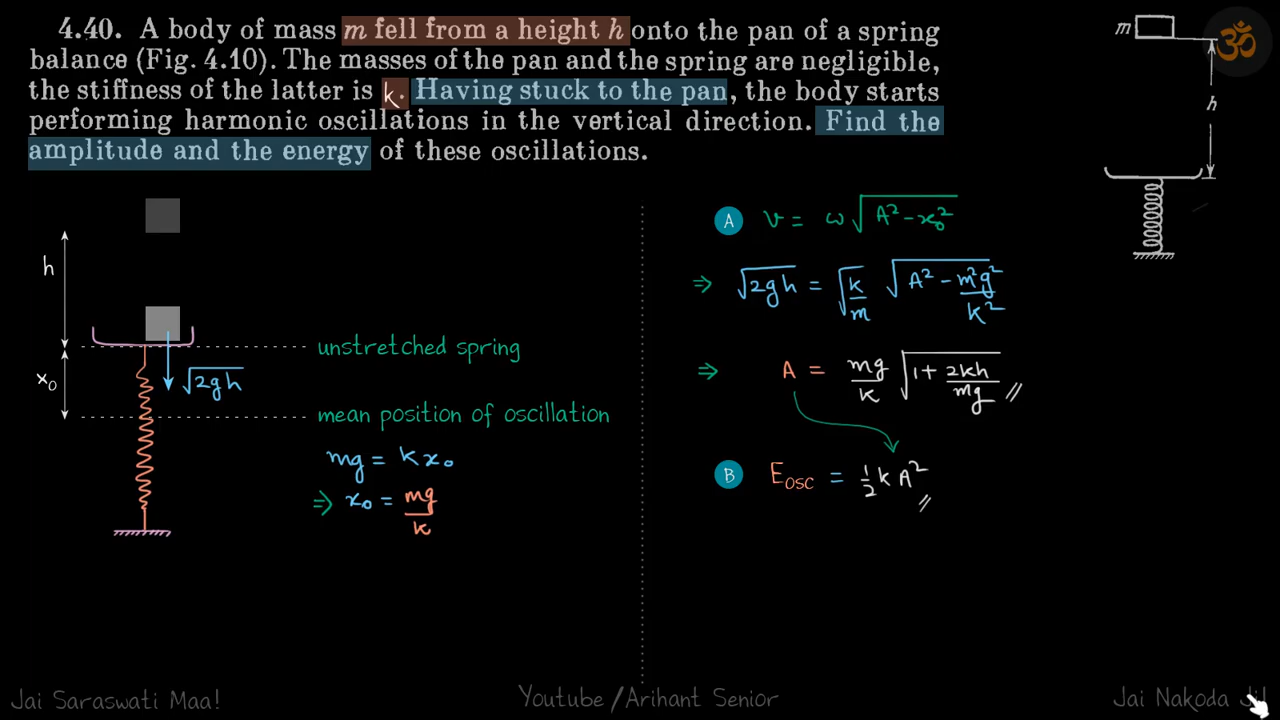 4.40. A body of mass m fell from a height h onto the pan of a spring
balance (Fig. 4.10). The masses of the pan and the spring are negligible,
the stiffness of the latter is k. Having stuck to the pan, the body starts
performing harmonic oscillations in the vertical direction. Find the
amplitude and the energy of these oscillations.
m
h
ॐ
h
x₀
√2gh
unstretched spring
mean position of oscillation
mg = kx₀
⇒ x₀ = mg/k
A v = ω√(A² − x₀²)
⇒ √2gh = √(k/m) √(A² − m²g²/k²)
⇒ A = mg/k √(1 + 2kh/mg) //
B E_OSC = ½ k A² //
Jai Saraswati Maa!
Youtube /Arihant Senior
Jai Nakoda Ji!